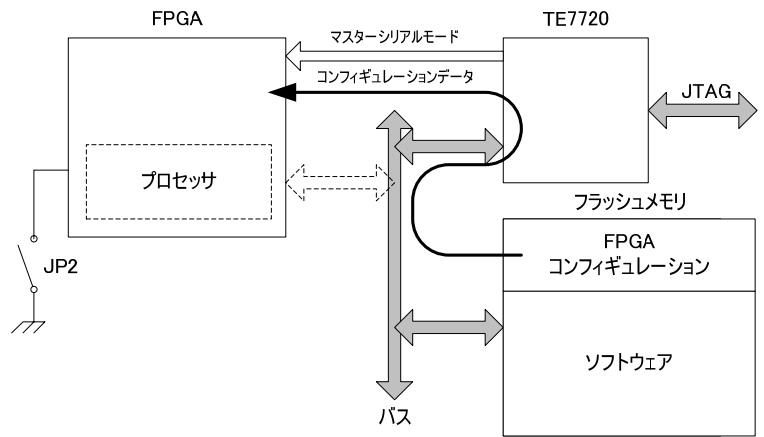 FPGA
TE7720
マスターシリアルモード
コンフィギュレーションデータ
JTAG
プロセッサ
フラッシュメモリ
FPGA
コンフィギュレーション
JP2
ソフトウェア
バス